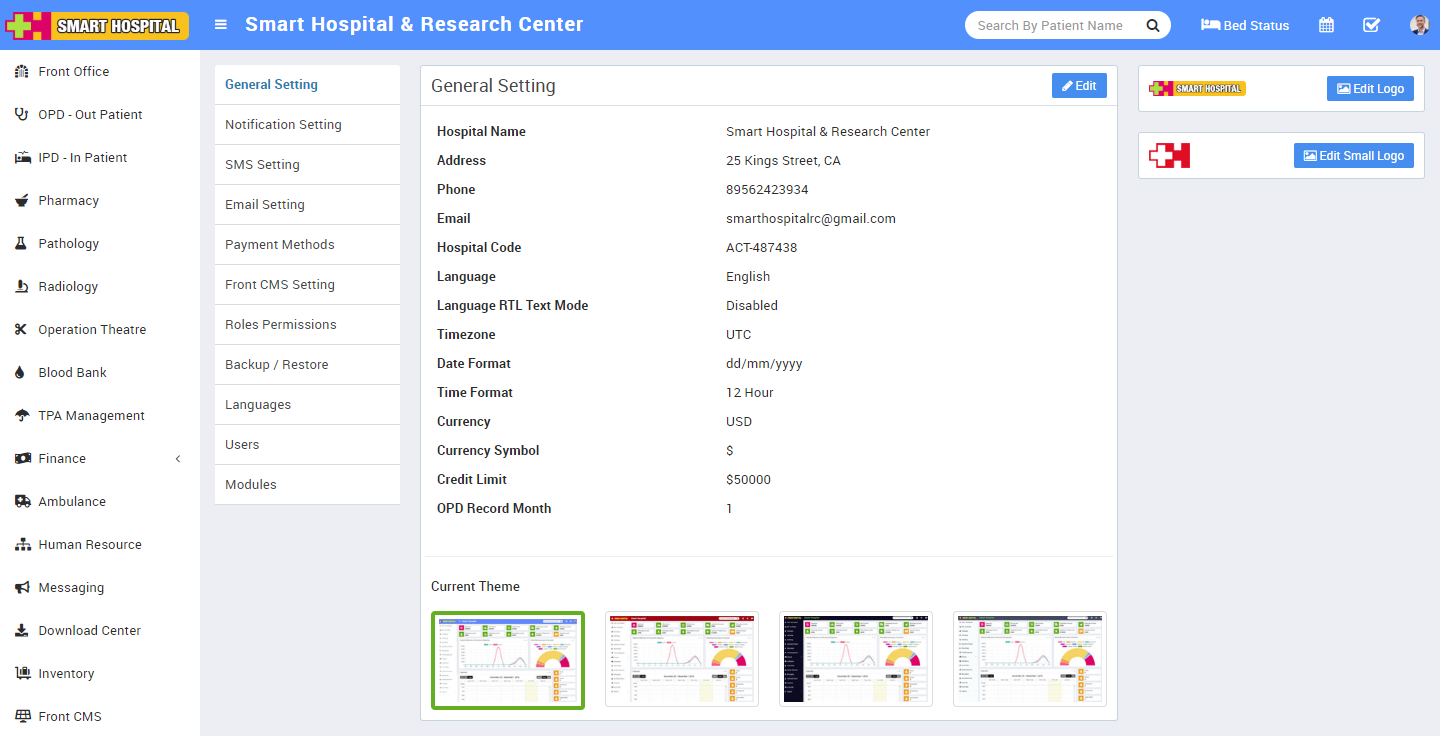 SMART HOSPITAL
Smart Hospital & Research Center
Search By Patient Name
Bed Status
Front Office
OPD - Out Patient
IPD - In Patient
Pharmacy
Pathology
Radiology
Operation Theatre
Blood Bank
TPA Management
Finance
Ambulance
Human Resource
Messaging
Download Center
Inventory
Front CMS
General Setting
Notification Setting
SMS Setting
Email Setting
Payment Methods
Front CMS Setting
Roles Permissions
Backup / Restore
Languages
Users
Modules
General Setting
Edit
Hospital Name Smart Hospital & Research Center
Address 25 Kings Street, CA
Phone 89562423934
Email smarthospitalrc@gmail.com
Hospital Code ACT-487438
Language English
Language RTL Text Mode Disabled
Timezone UTC
Date Format dd/mm/yyyy
Time Format 12 Hour
Currency USD
Currency Symbol $
Credit Limit $50000
OPD Record Month 1
Current Theme
SMART HOSPITAL
Edit Logo
Edit Small Logo